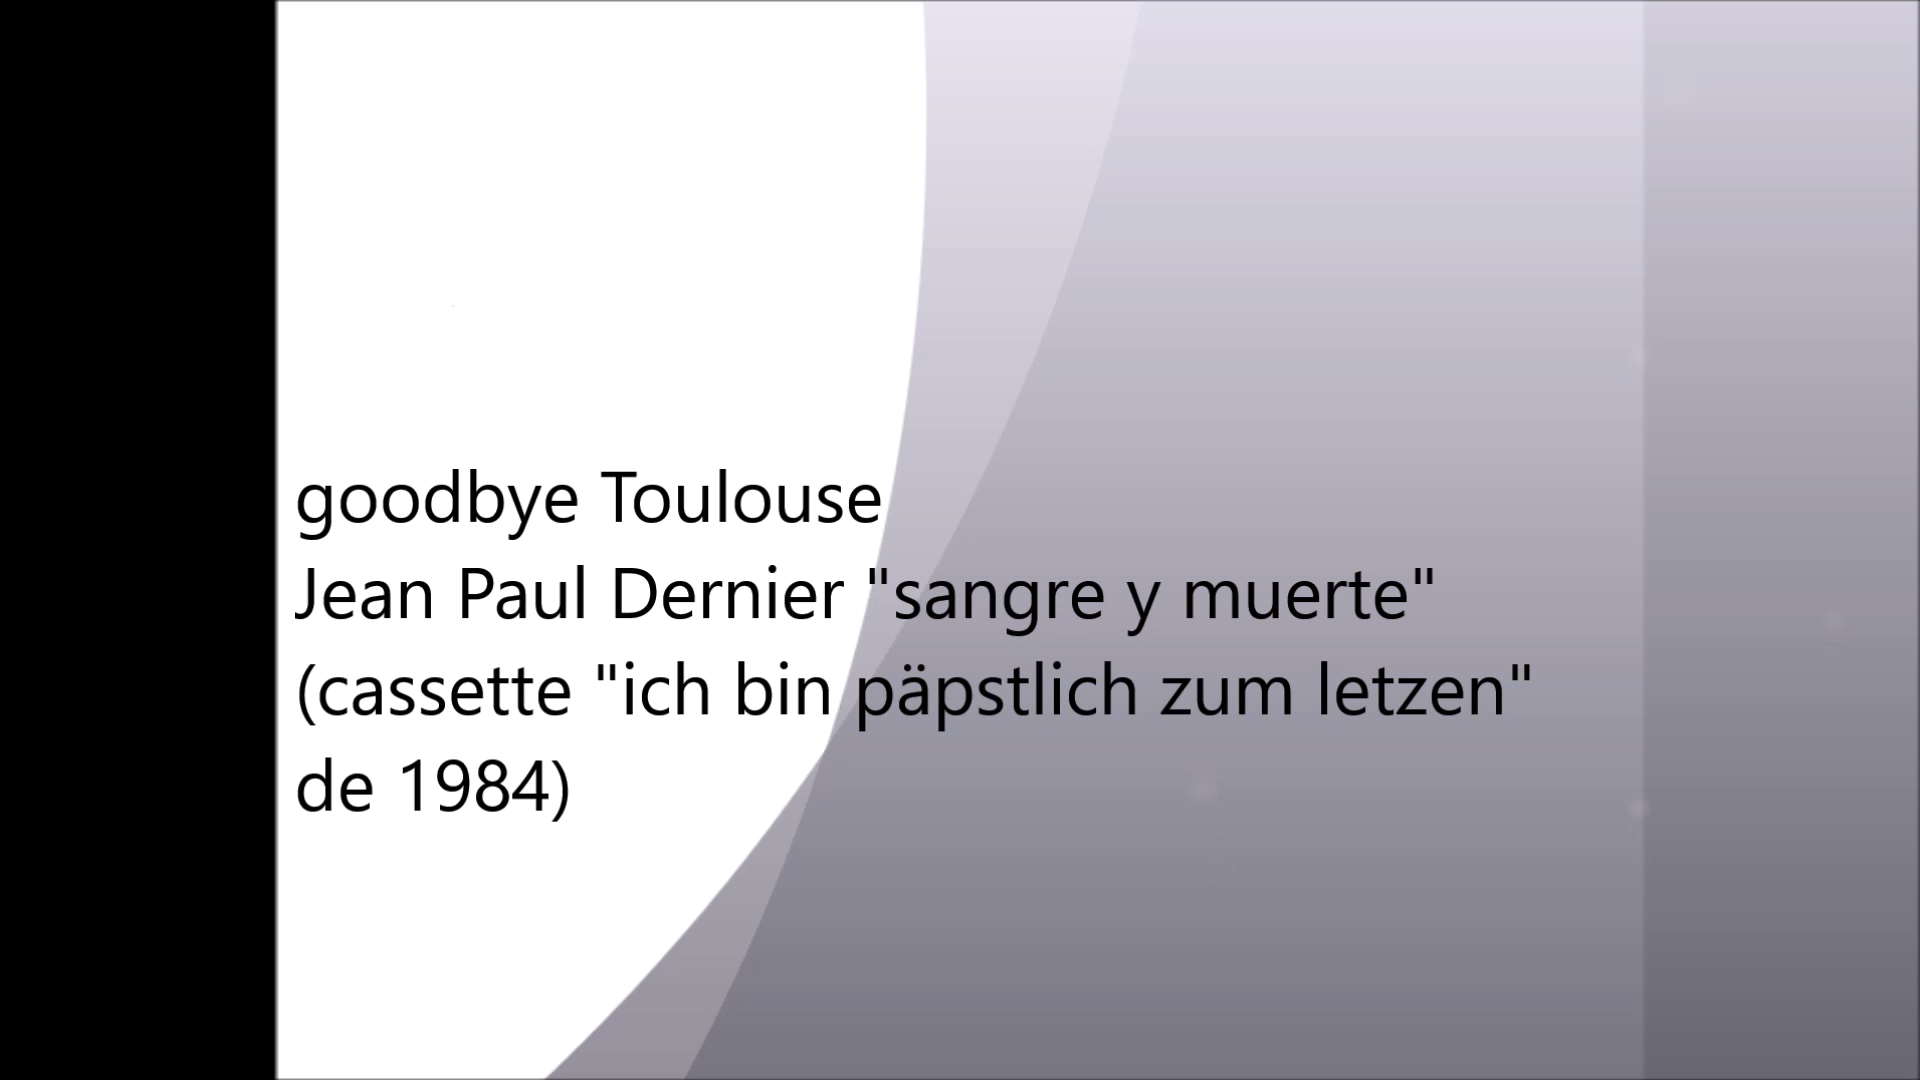 goodbye Toulouse
Jean Paul Dernier "sangre y muerte"
(cassette "ich bin päpstlich zum letzen"
de 1984)